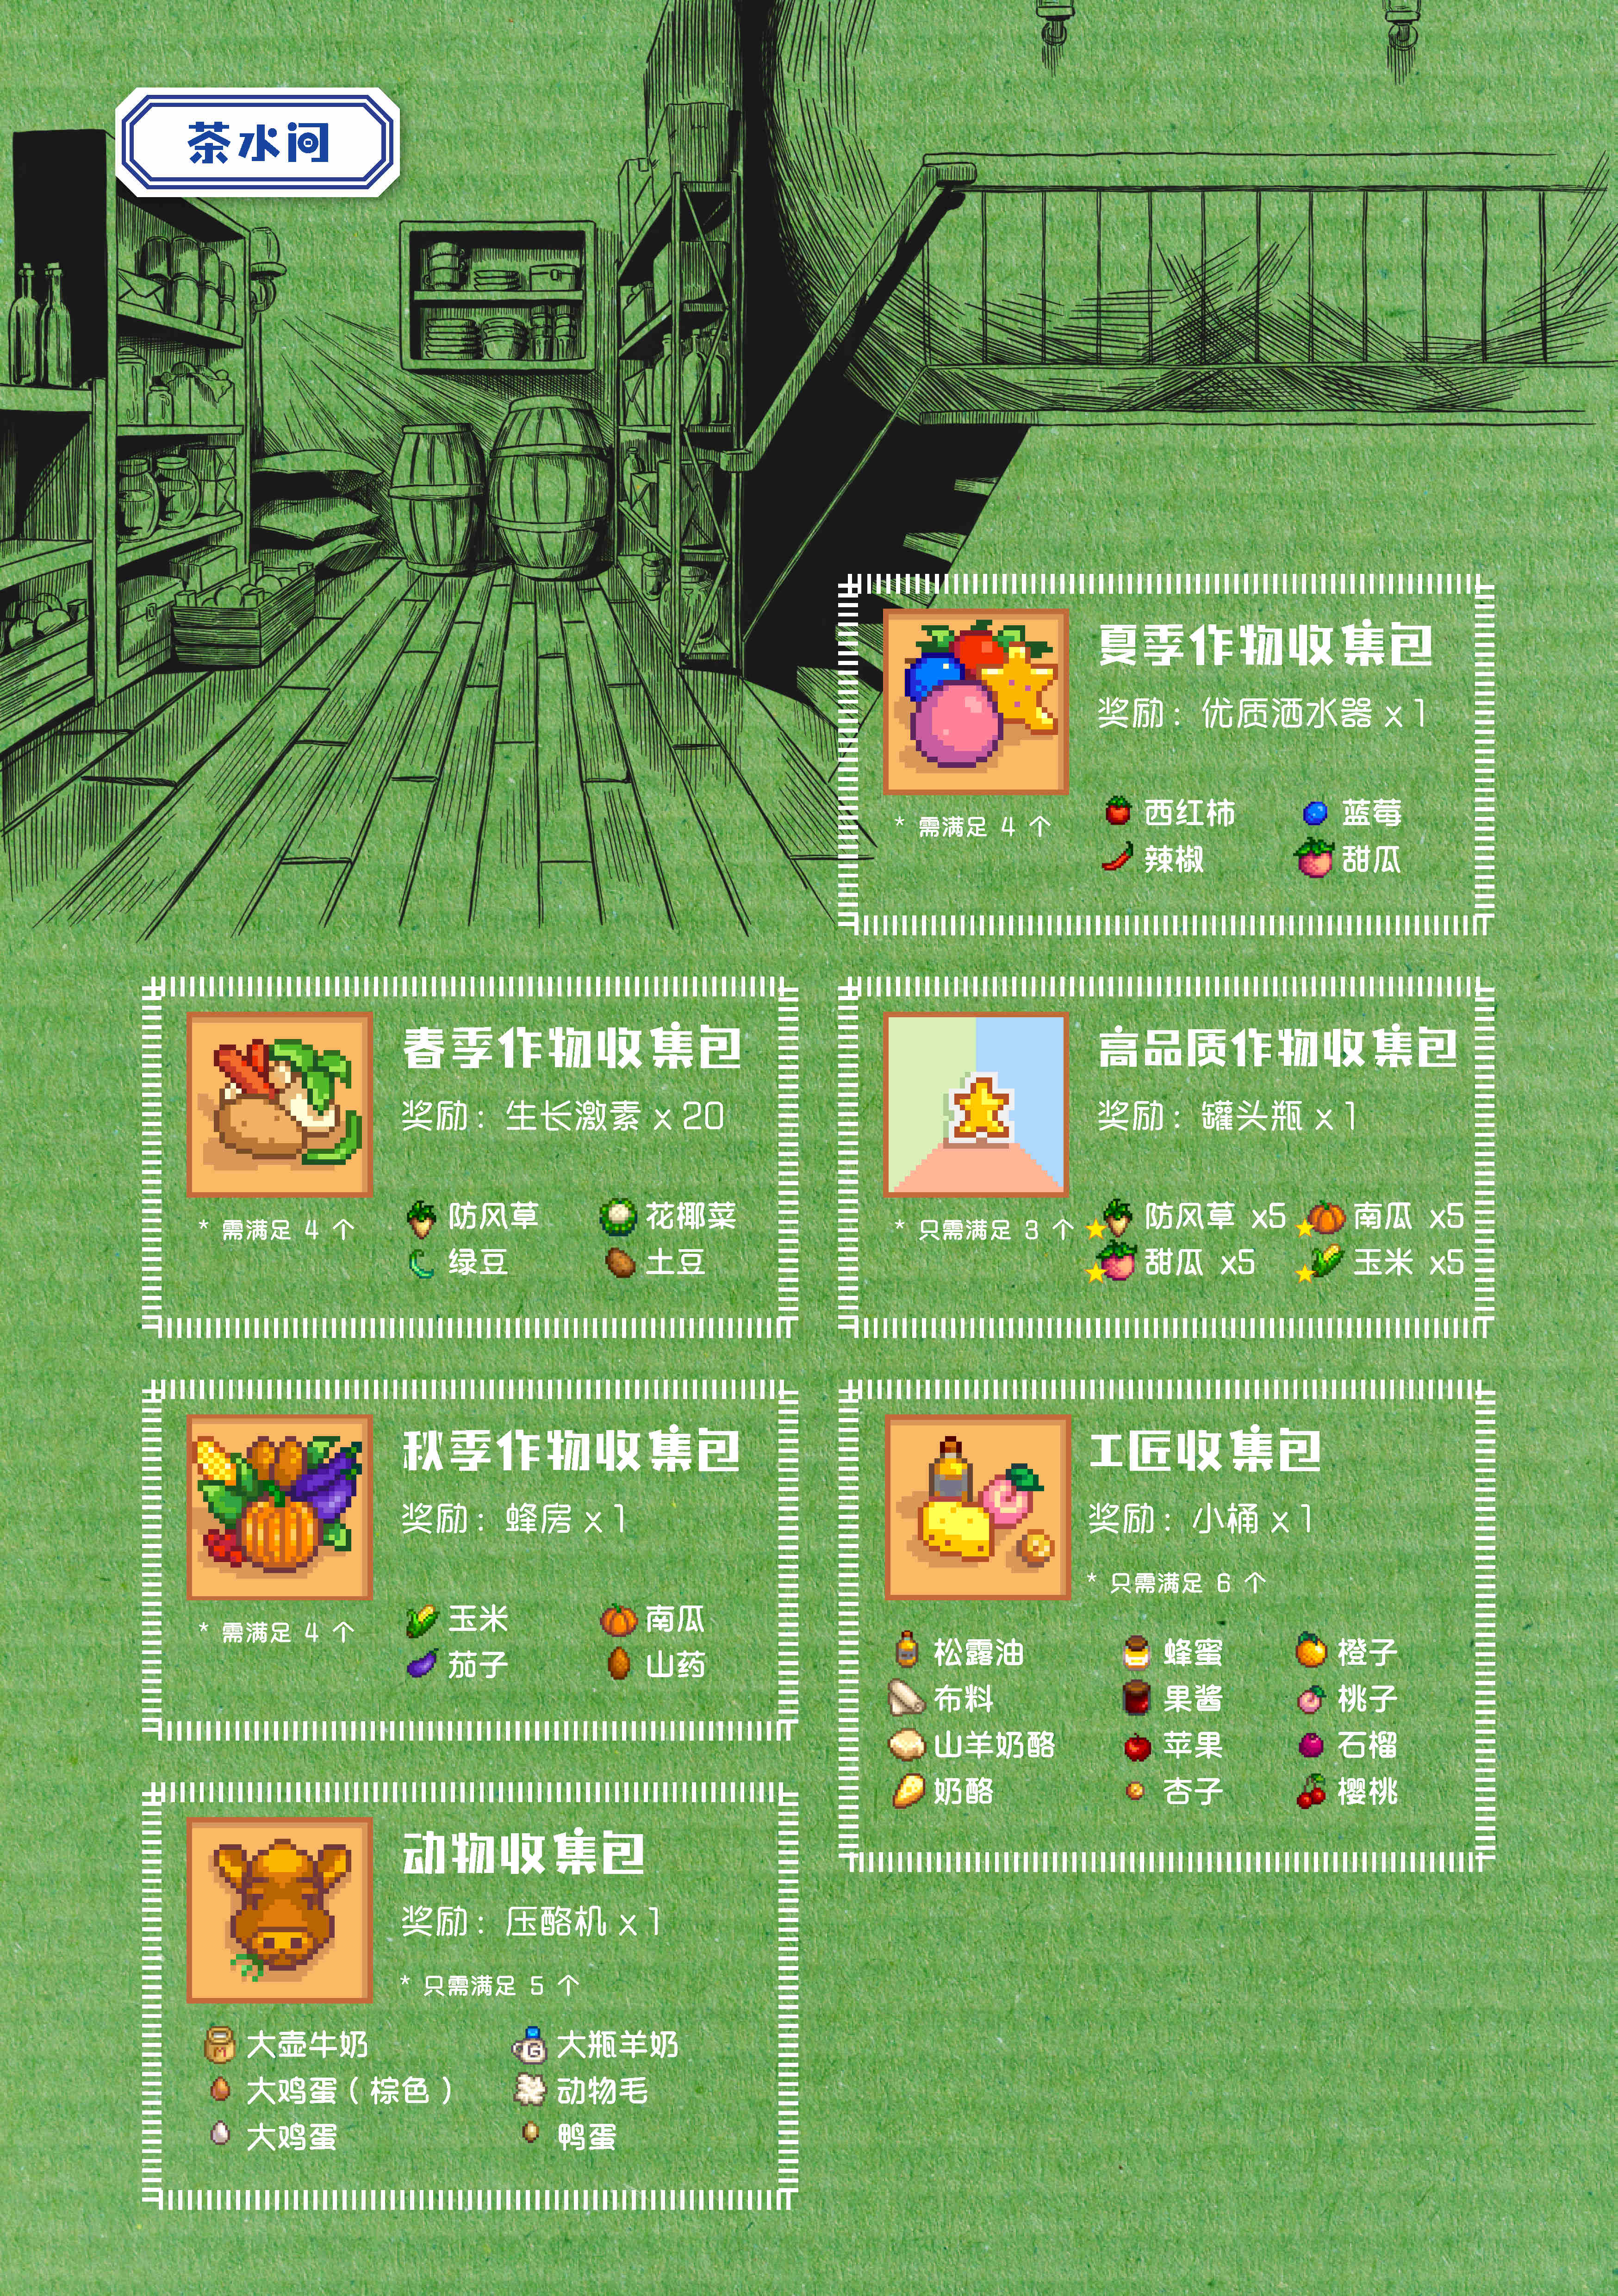 茶水间
夏季作物收集包
奖励：优质洒水器 x 1
* 需满足 4 个
西红柿 蓝莓
辣椒 甜瓜
春季作物收集包
奖励：生长激素 x 20
* 需满足 4 个
防风草 花椰菜
绿豆 土豆
高品质作物收集包
奖励：罐头瓶 x 1
* 只需满足 3 个
防风草 x5 南瓜 x5
甜瓜 x5 玉米 x5
秋季作物收集包
奖励：蜂房 x 1
* 需满足 4 个
玉米 南瓜
茄子 山药
工匠收集包
奖励：小桶 x 1
* 只需满足 6 个
松露油 蜂蜜 橙子
布料 果酱 桃子
山羊奶酪 苹果 石榴
奶酪 杏子 樱桃
动物收集包
奖励：压酪机 x 1
* 只需满足 5 个
大壶牛奶 大瓶羊奶
大鸡蛋（棕色） 动物毛
大鸡蛋 鸭蛋